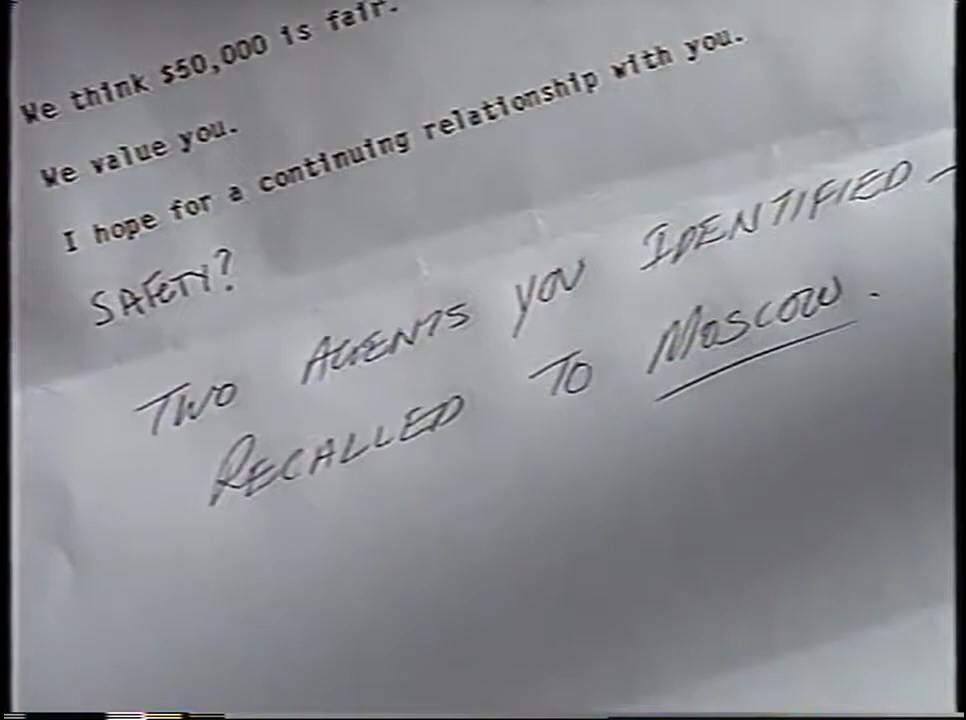 We think $50,000 is fair.
We value you.
I hope for a continuing relationship with you.
SAFETY?
TWO AGENTS YOU IDENTIFIED –
RECALLED TO MOSCOW.